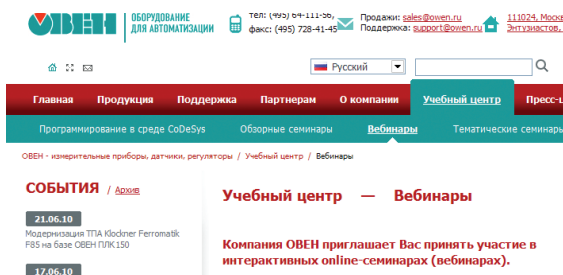 ОВЕН
ОБОРУДОВАНИЕ
ДЛЯ АВТОМАТИЗАЦИИ
тел: (495) 64-111-56,
факс: (495) 728-41-45
Продажи: sales@owen.ru
Поддержка: support@owen.ru
111024, Москва
Энтузиастов,
Русский
Главная Продукция Поддержка Партнерам О компании Учебный центр Пресс-ц
Программирование в среде CoDeSys Обзорные семинары Вебинары Тематические семинары
ОВЕН - измерительные приборы, датчики, регуляторы / Учебный центр / Вебинары
СОБЫТИЯ / Архив
21.06.10
Модернизация ТПА Klockner Ferromatik
F85 на базе ОВЕН ПЛК150
17.06.10
Учебный центр — Вебинары
Компания ОВЕН приглашает Вас принять участие в
интерактивных online-семинарах (вебинарах).